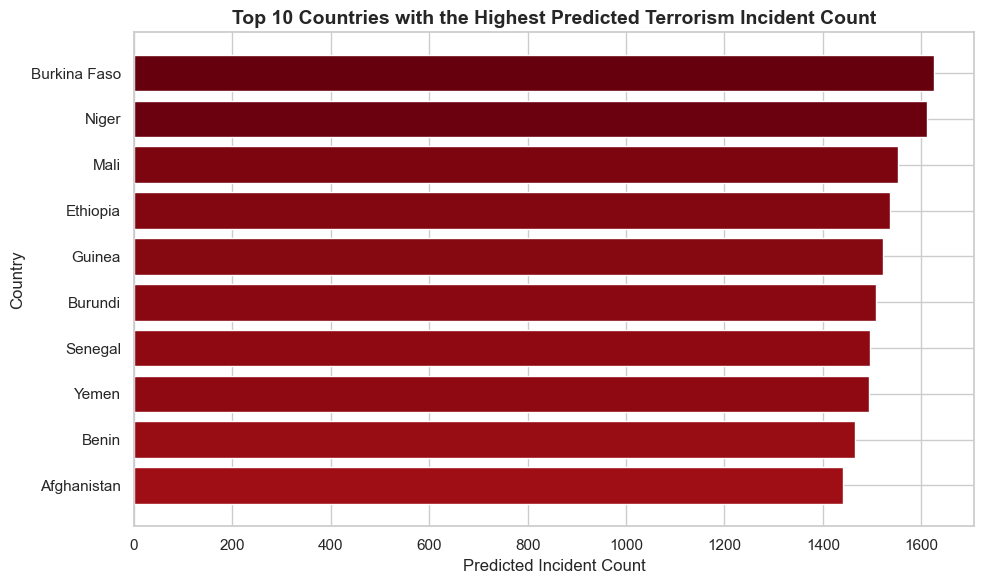 Top 10 Countries with the Highest Predicted Terrorism Incident Count
Country
Burkina Faso
Niger
Mali
Ethiopia
Guinea
Burundi
Senegal
Yemen
Benin
Afghanistan
0 200 400 600 800 1000 1200 1400 1600
Predicted Incident Count